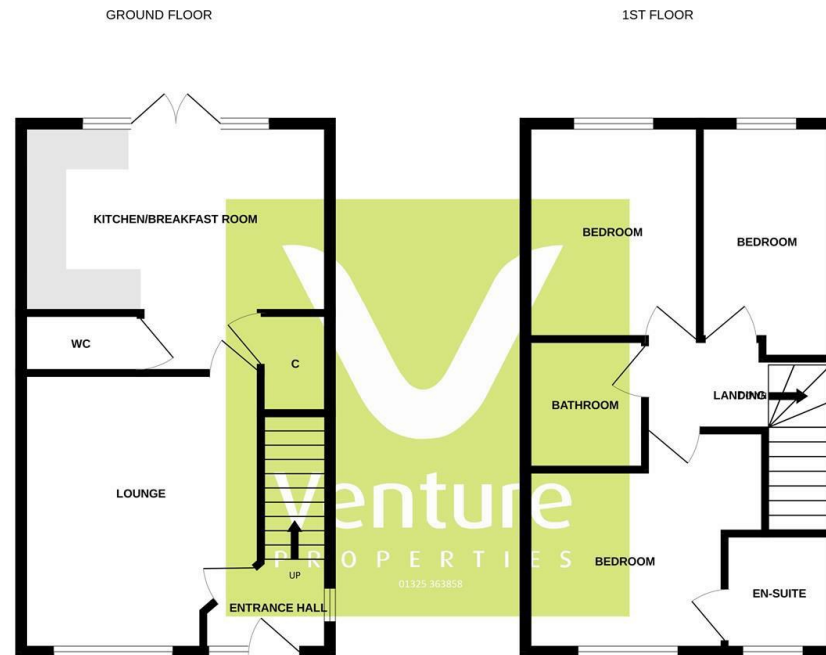 GROUND FLOOR
1ST FLOOR
KITCHEN/BREAKFAST ROOM
BEDROOM
BEDROOM
WC
C
LANDING
BATHROOM
LOUNGE
Venture
PROPERTIES
01325 363858
UP
BEDROOM
EN-SUITE
ENTRANCE HALL